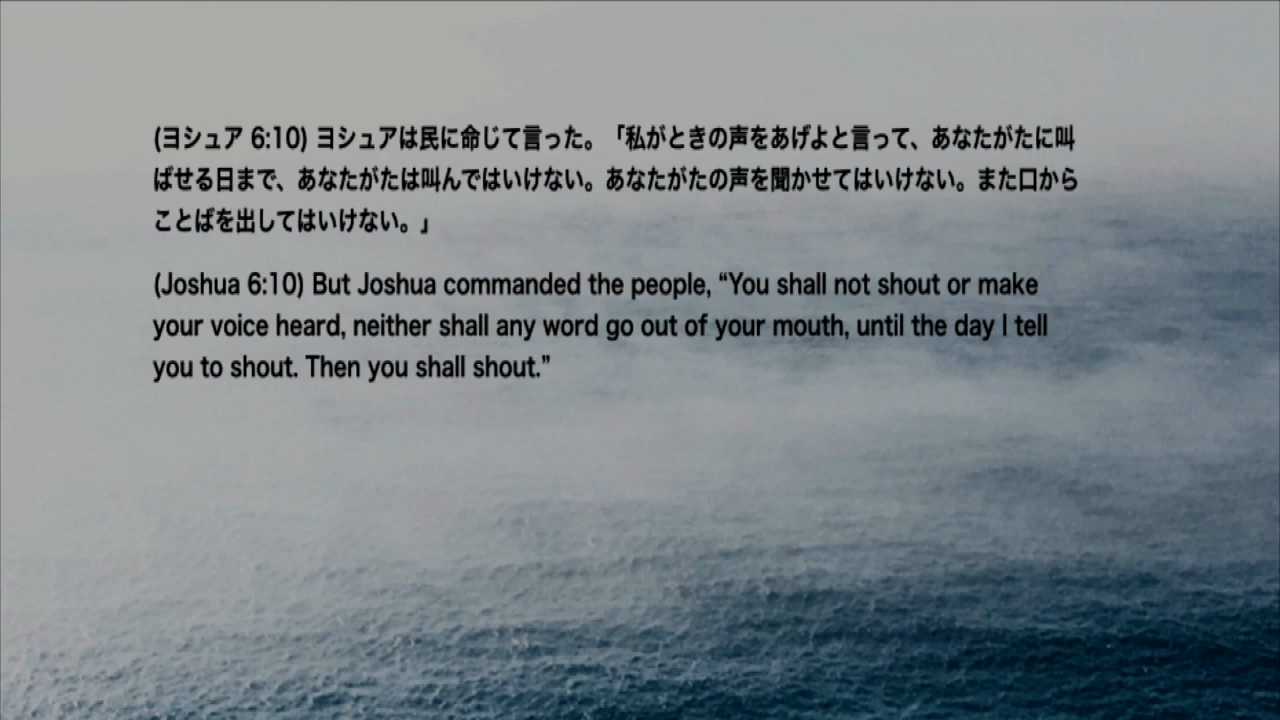 (ヨシュア 6:10) ヨシュアは民に命じて言った。「私がときの声をあげよと言って、あなたがたに叫
ばせる日まで、あなたがたは叫んではいけない。あなたがたの声を聞かせてはいけない。また口から
ことばを出してはいけない。」
(Joshua 6:10) But Joshua commanded the people, “You shall not shout or make
your voice heard, neither shall any word go out of your mouth, until the day I tell
you to shout. Then you shall shout.”